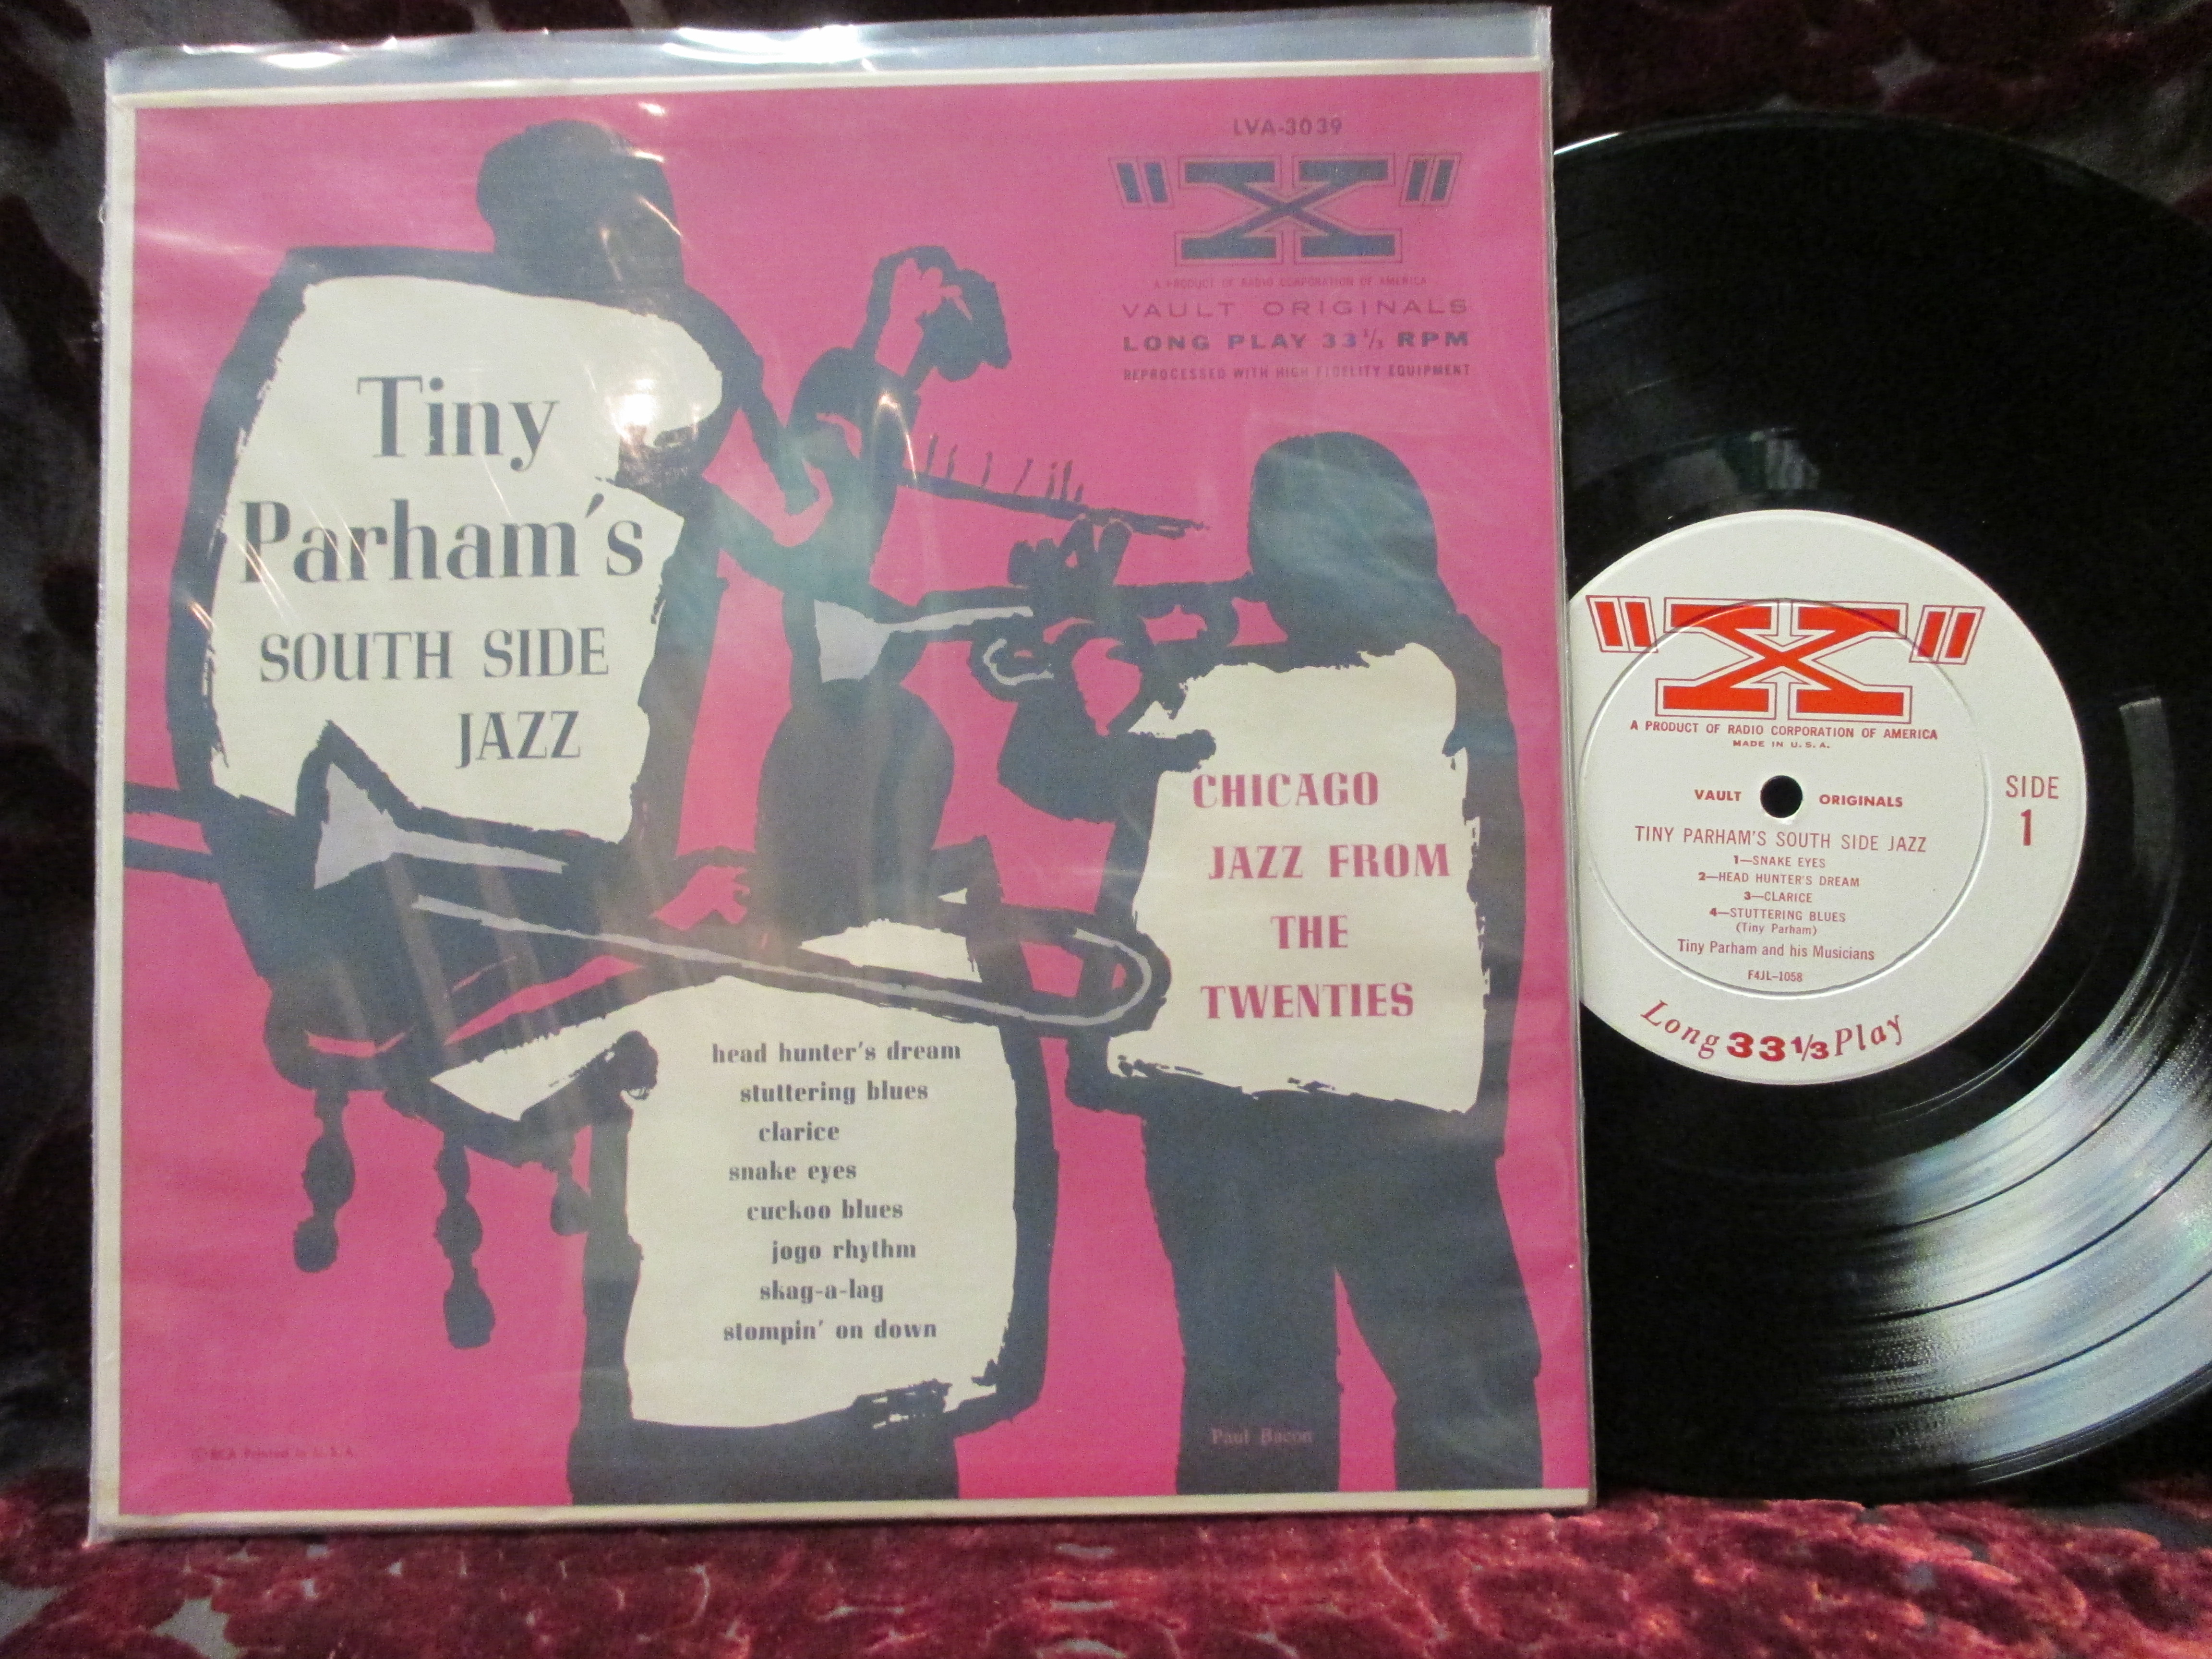 LVA-3039
"X"
A PRODUCT OF RADIO CORPORATION OF AMERICA
VAULT ORIGINALS
LONG PLAY 33⅓ RPM
REPROCESSED WITH HIGH FIDELITY EQUIPMENT
Tiny
Parham's
SOUTH SIDE
JAZZ
CHICAGO
JAZZ FROM
THE
TWENTIES
head hunter's dream
stuttering blues
clarice
snake eyes
cuckoo blues
jogo rhythm
skag-a-lag
stompin' on down
Paul Bacon
© RCA Printed in U. S. A.
"X"
A PRODUCT OF RADIO CORPORATION OF AMERICA
MADE IN U. S. A.
VAULT ORIGINALS
SIDE
1
TINY PARHAM'S SOUTH SIDE JAZZ
1—SNAKE EYES
2—HEAD HUNTER'S DREAM
3—CLARICE
4—STUTTERING BLUES
(Tiny Parham)
Tiny Parham and his Musicians
F4JL-1058
Long 33⅓ Play